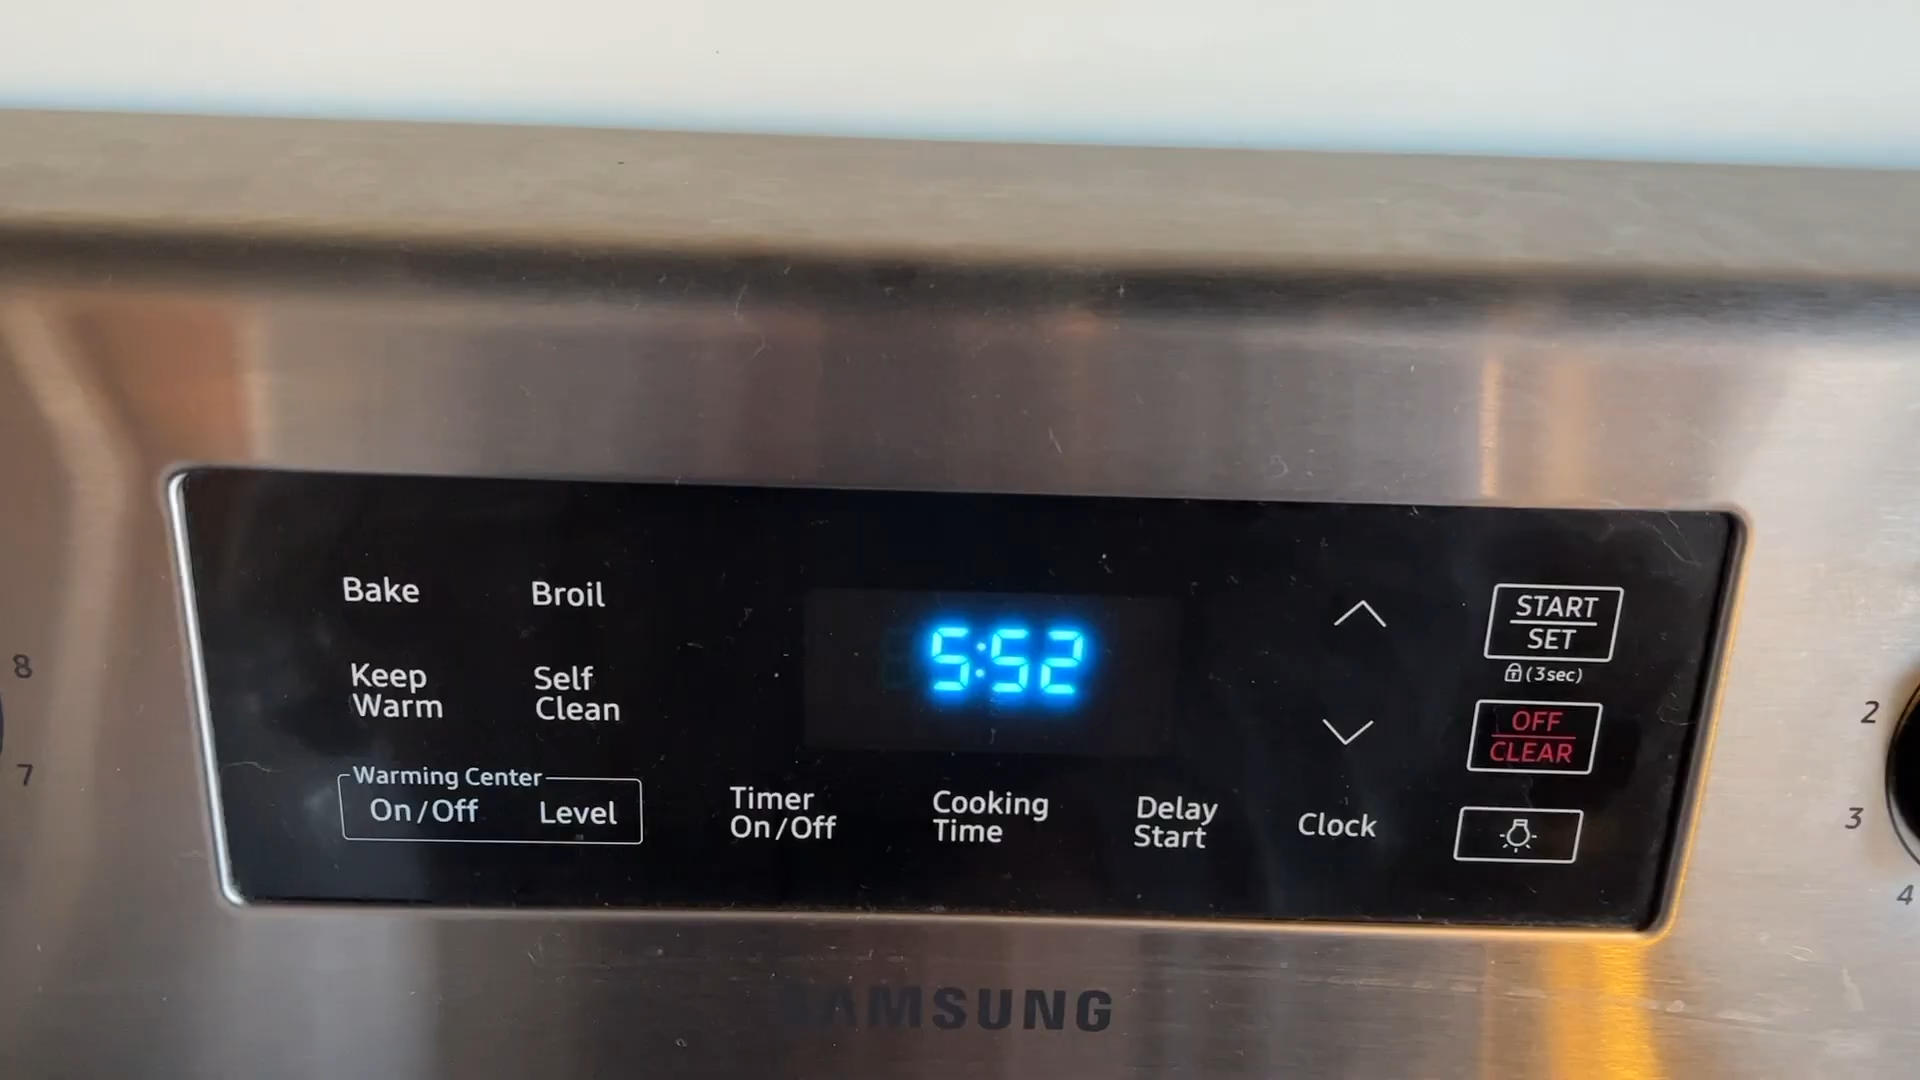 Bake
Broil
5:52
START
SET
(3sec)
Keep
Warm
Self
Clean
OFF
CLEAR
Warming Center
On/Off
Level
Timer
On/Off
Cooking
Time
Delay
Start
Clock
SAMSUNG
8
7
2
3
4